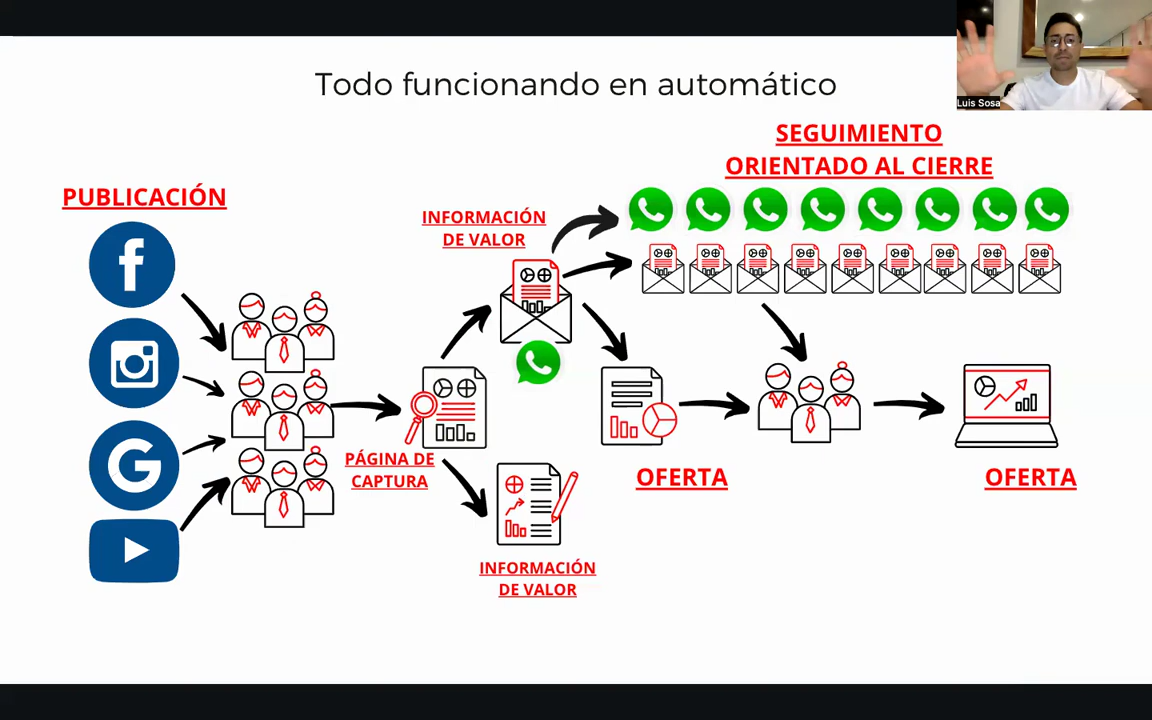 Todo funcionando en automático
Luis Sosa
SEGUIMIENTO
ORIENTADO AL CIERRE
PUBLICACIÓN
INFORMACIÓN
DE VALOR
PÁGINA DE
CAPTURA
OFERTA
OFERTA
INFORMACIÓN
DE VALOR